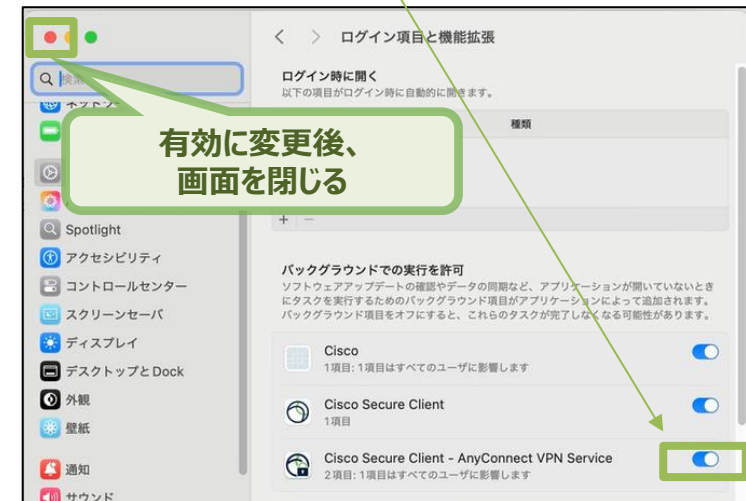 ログイン項目と機能拡張
ログイン時に開く
以下の項目がログイン時に自動的に開きます。
種類
有効に変更後、
画面を閉じる
+ −
Spotlight
アクセシビリティ
コントロールセンター
スクリーンセーバ
ディスプレイ
デスクトップとDock
外観
壁紙
通知
サウンド
バックグラウンドでの実行を許可
ソフトウェアアップデートの確認やデータの同期など、アプリケーションが開いていないとき
にタスクを実行するためのバックグラウンド項目がアプリケーションによって追加されます。
バックグラウンド項目をオフにすると、これらのタスクが完了しなくなる可能性があります。
Cisco
1項目: 1項目はすべてのユーザに影響します
Cisco Secure Client
1項目
Cisco Secure Client - AnyConnect VPN Service
2項目: 1項目はすべてのユーザに影響します